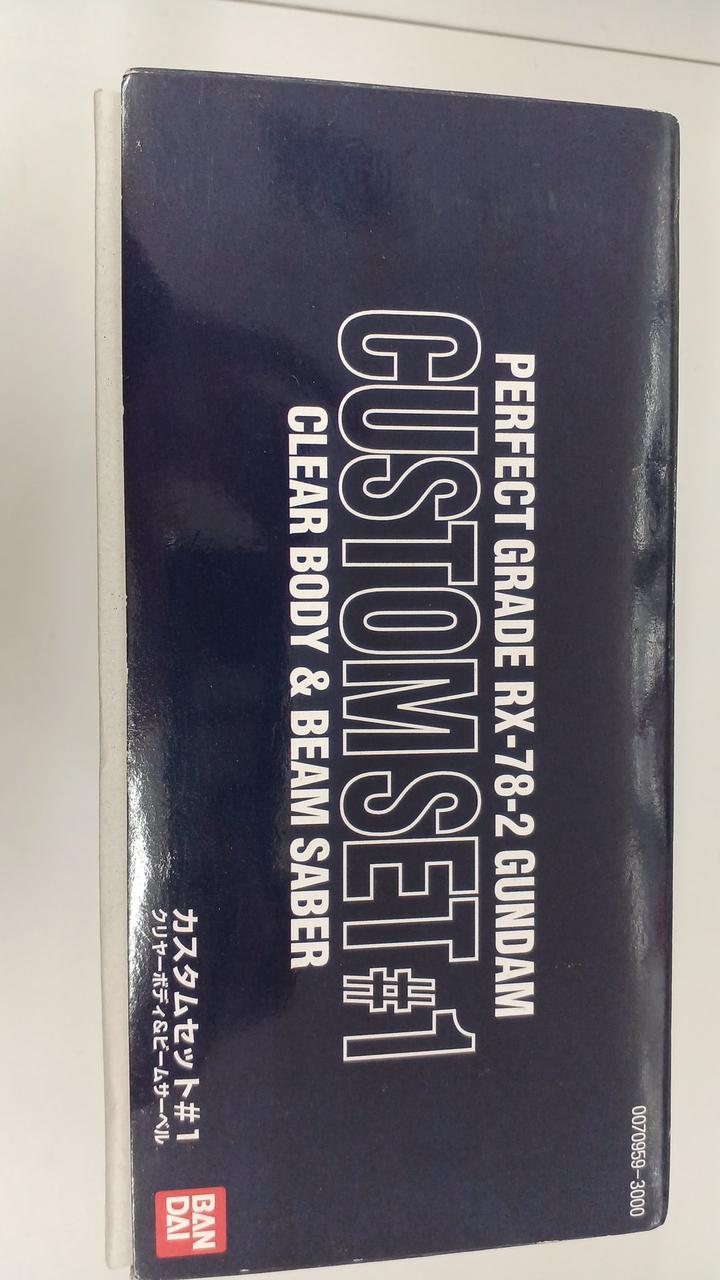 0070959-3000
PERFECT GRADE RX-78-2 GUNDAM
CUSTOM SET #1
CLEAR BODY & BEAM SABER
カスタムセット#1
クリヤーボディ&ビームサーベル
BAN
DAI